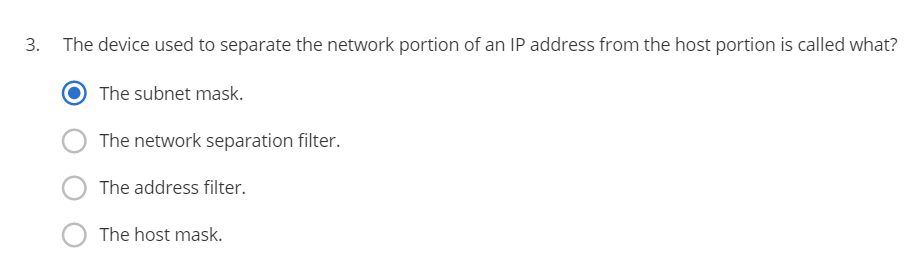 3. The device used to separate the network portion of an IP address from the host portion is called what?
The subnet mask.
The network separation filter.
The address filter.
The host mask.